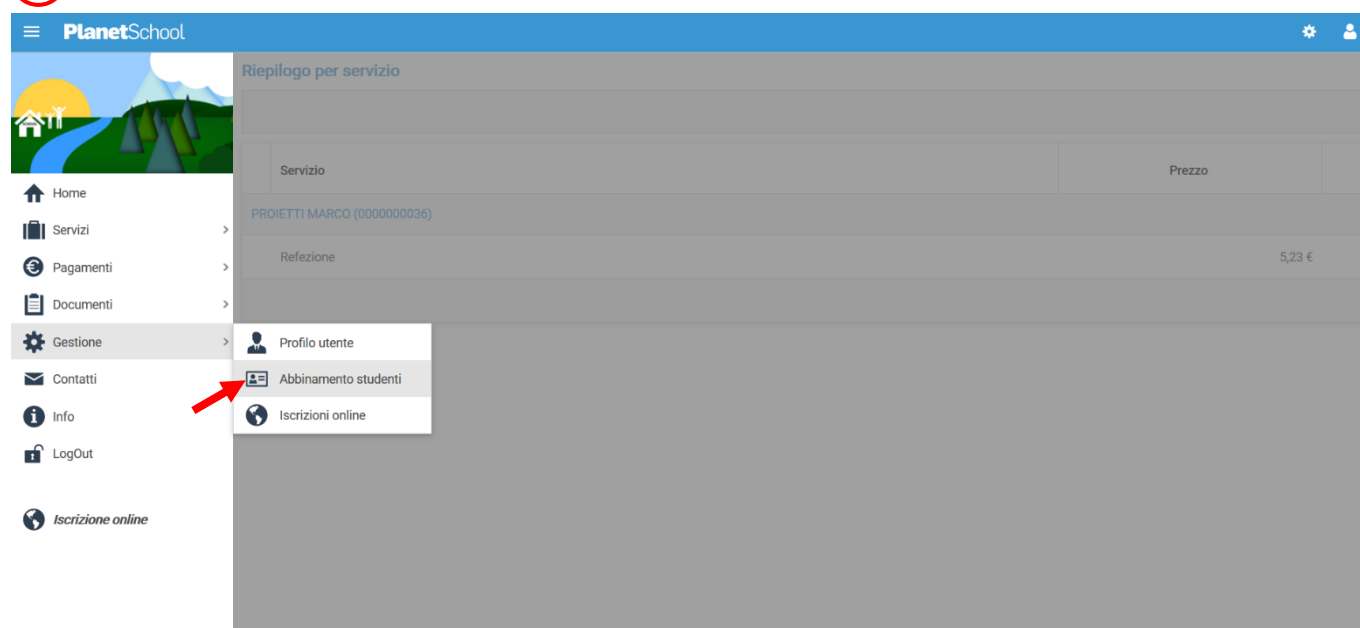 PlanetSchool
Riepilogo per servizio
Servizio
Prezzo
PROIETTI MARCO (0000000036)
Refezione
5,23 €
Home
Servizi
Pagamenti
Documenti
Gestione
Contatti
Info
LogOut
Iscrizione online
Profilo utente
Abbinamento studenti
Iscrizioni online